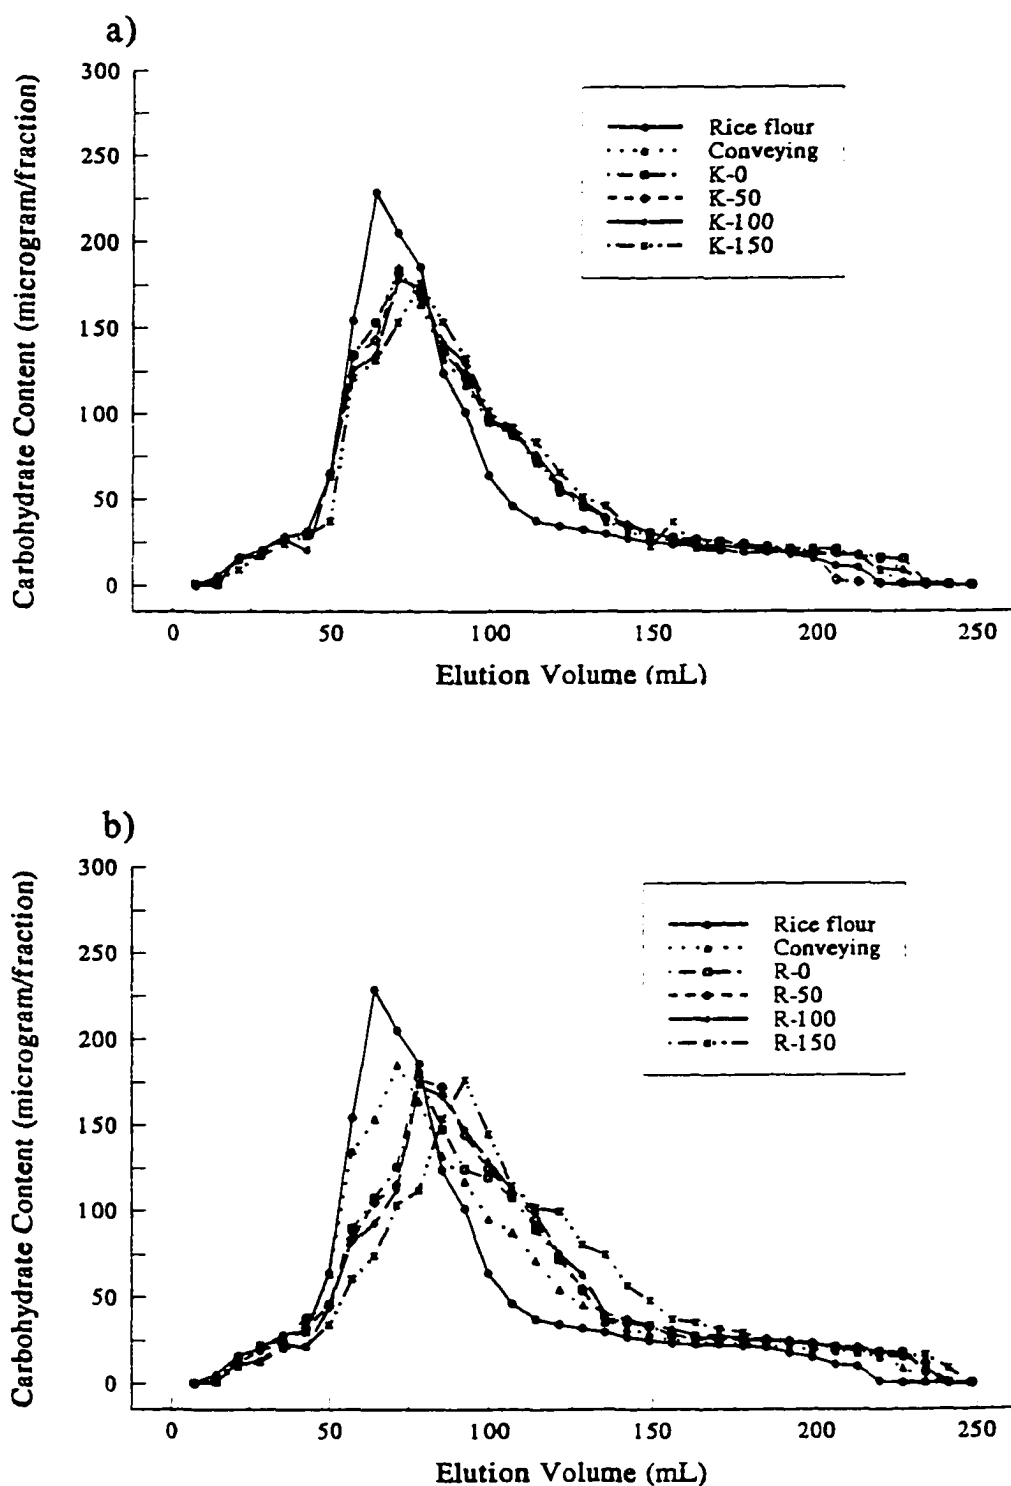 a)
Carbohydrate Content (microgram/fraction)
300
250
200
150
100
50
0
Rice flour
Conveying
K-0
K-50
K-100
K-150
0 50 100 150 200 250
Elution Volume (mL)
b)
Carbohydrate Content (microgram/fraction)
300
250
200
150
100
50
0
Rice flour
Conveying
R-0
R-50
R-100
R-150
0 50 100 150 200 250
Elution Volume (mL)